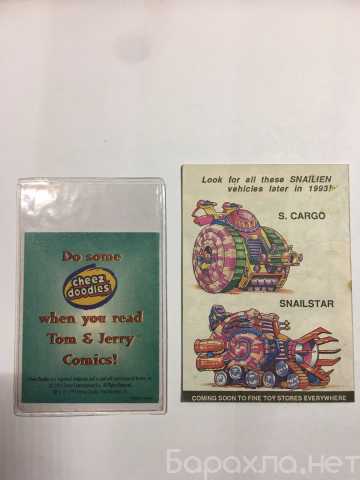 Do some
cheez
doodles
when you read
Tom & Jerry
Comics!
Look for all these SNAILIEN
vehicles later in 1993!
S. CARGO
SNAILSTAR
COMING SOON TO FINE TOY STORES EVERYWHERE
Барахла.нет